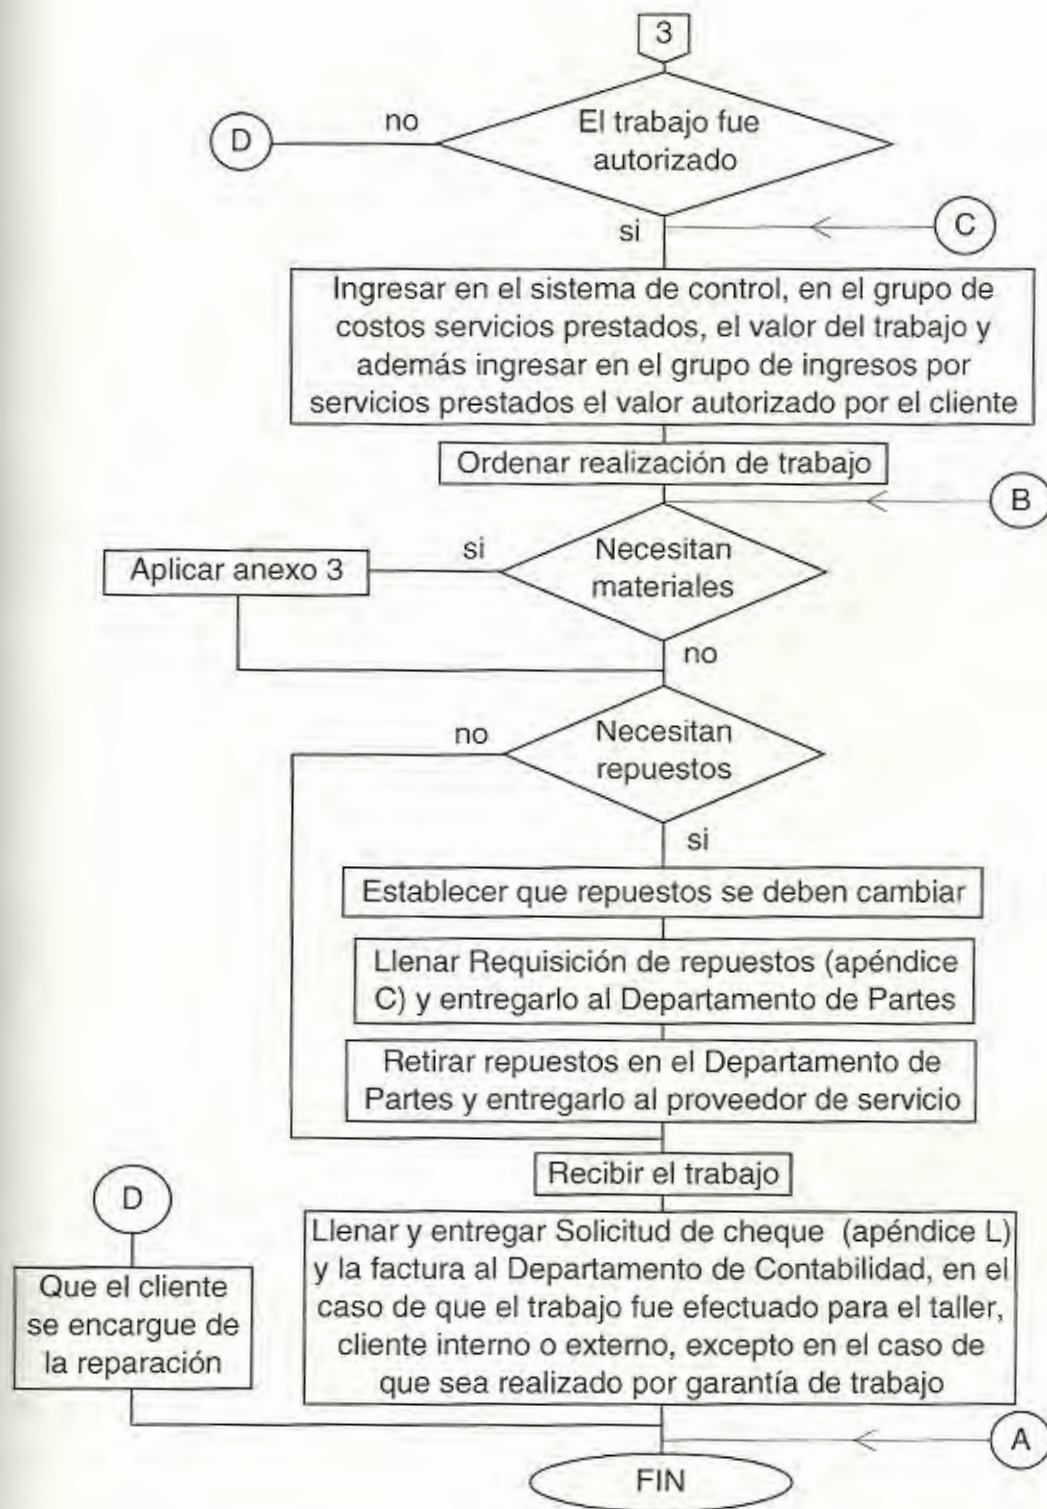 3
El trabajo fue
autorizado
no
D
si
C
Ingresar en el sistema de control, en el grupo de
costos servicios prestados, el valor del trabajo y
además ingresar en el grupo de ingresos por
servicios prestados el valor autorizado por el cliente
Ordenar realización de trabajo
B
Necesitan
materiales
si
Aplicar anexo 3
no
Necesitan
repuestos
no
si
Establecer que repuestos se deben cambiar
Llenar Requisición de repuestos (apéndice
C) y entregarlo al Departamento de Partes
Retirar repuestos en el Departamento de
Partes y entregarlo al proveedor de servicio
Recibir el trabajo
D
Que el cliente
se encargue de
la reparación
Llenar y entregar Solicitud de cheque (apéndice L)
y la factura al Departamento de Contabilidad, en el
caso de que el trabajo fue efectuado para el taller,
cliente interno o externo, excepto en el caso de
que sea realizado por garantía de trabajo
A
FIN